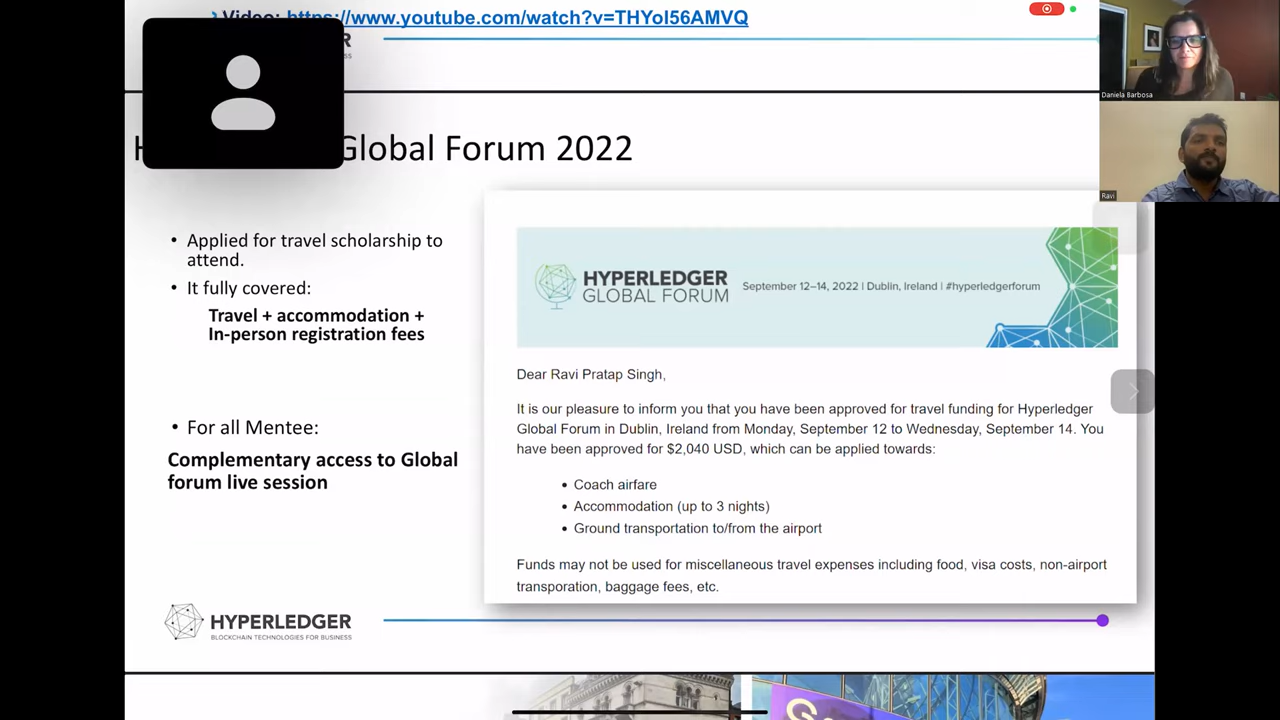 Video: https://www.youtube.com/watch?v=THYoI56AMVQ
Daniela Barbosa
Ravi
Global Forum 2022
• Applied for travel scholarship to
attend.
• It fully covered:
Travel + accommodation +
In-person registration fees
• For all Mentee:
Complementary access to Global
forum live session
HYPERLEDGER
GLOBAL FORUM
September 12–14, 2022 | Dublin, Ireland | #hyperledgerforum
Dear Ravi Pratap Singh,
It is our pleasure to inform you that you have been approved for travel funding for Hyperledger
Global Forum in Dublin, Ireland from Monday, September 12 to Wednesday, September 14. You
have been approved for $2,040 USD, which can be applied towards:
• Coach airfare
• Accommodation (up to 3 nights)
• Ground transportation to/from the airport
Funds may not be used for miscellaneous travel expenses including food, visa costs, non-airport
transporation, baggage fees, etc.
HYPERLEDGER
BLOCKCHAIN TECHNOLOGIES FOR BUSINESS